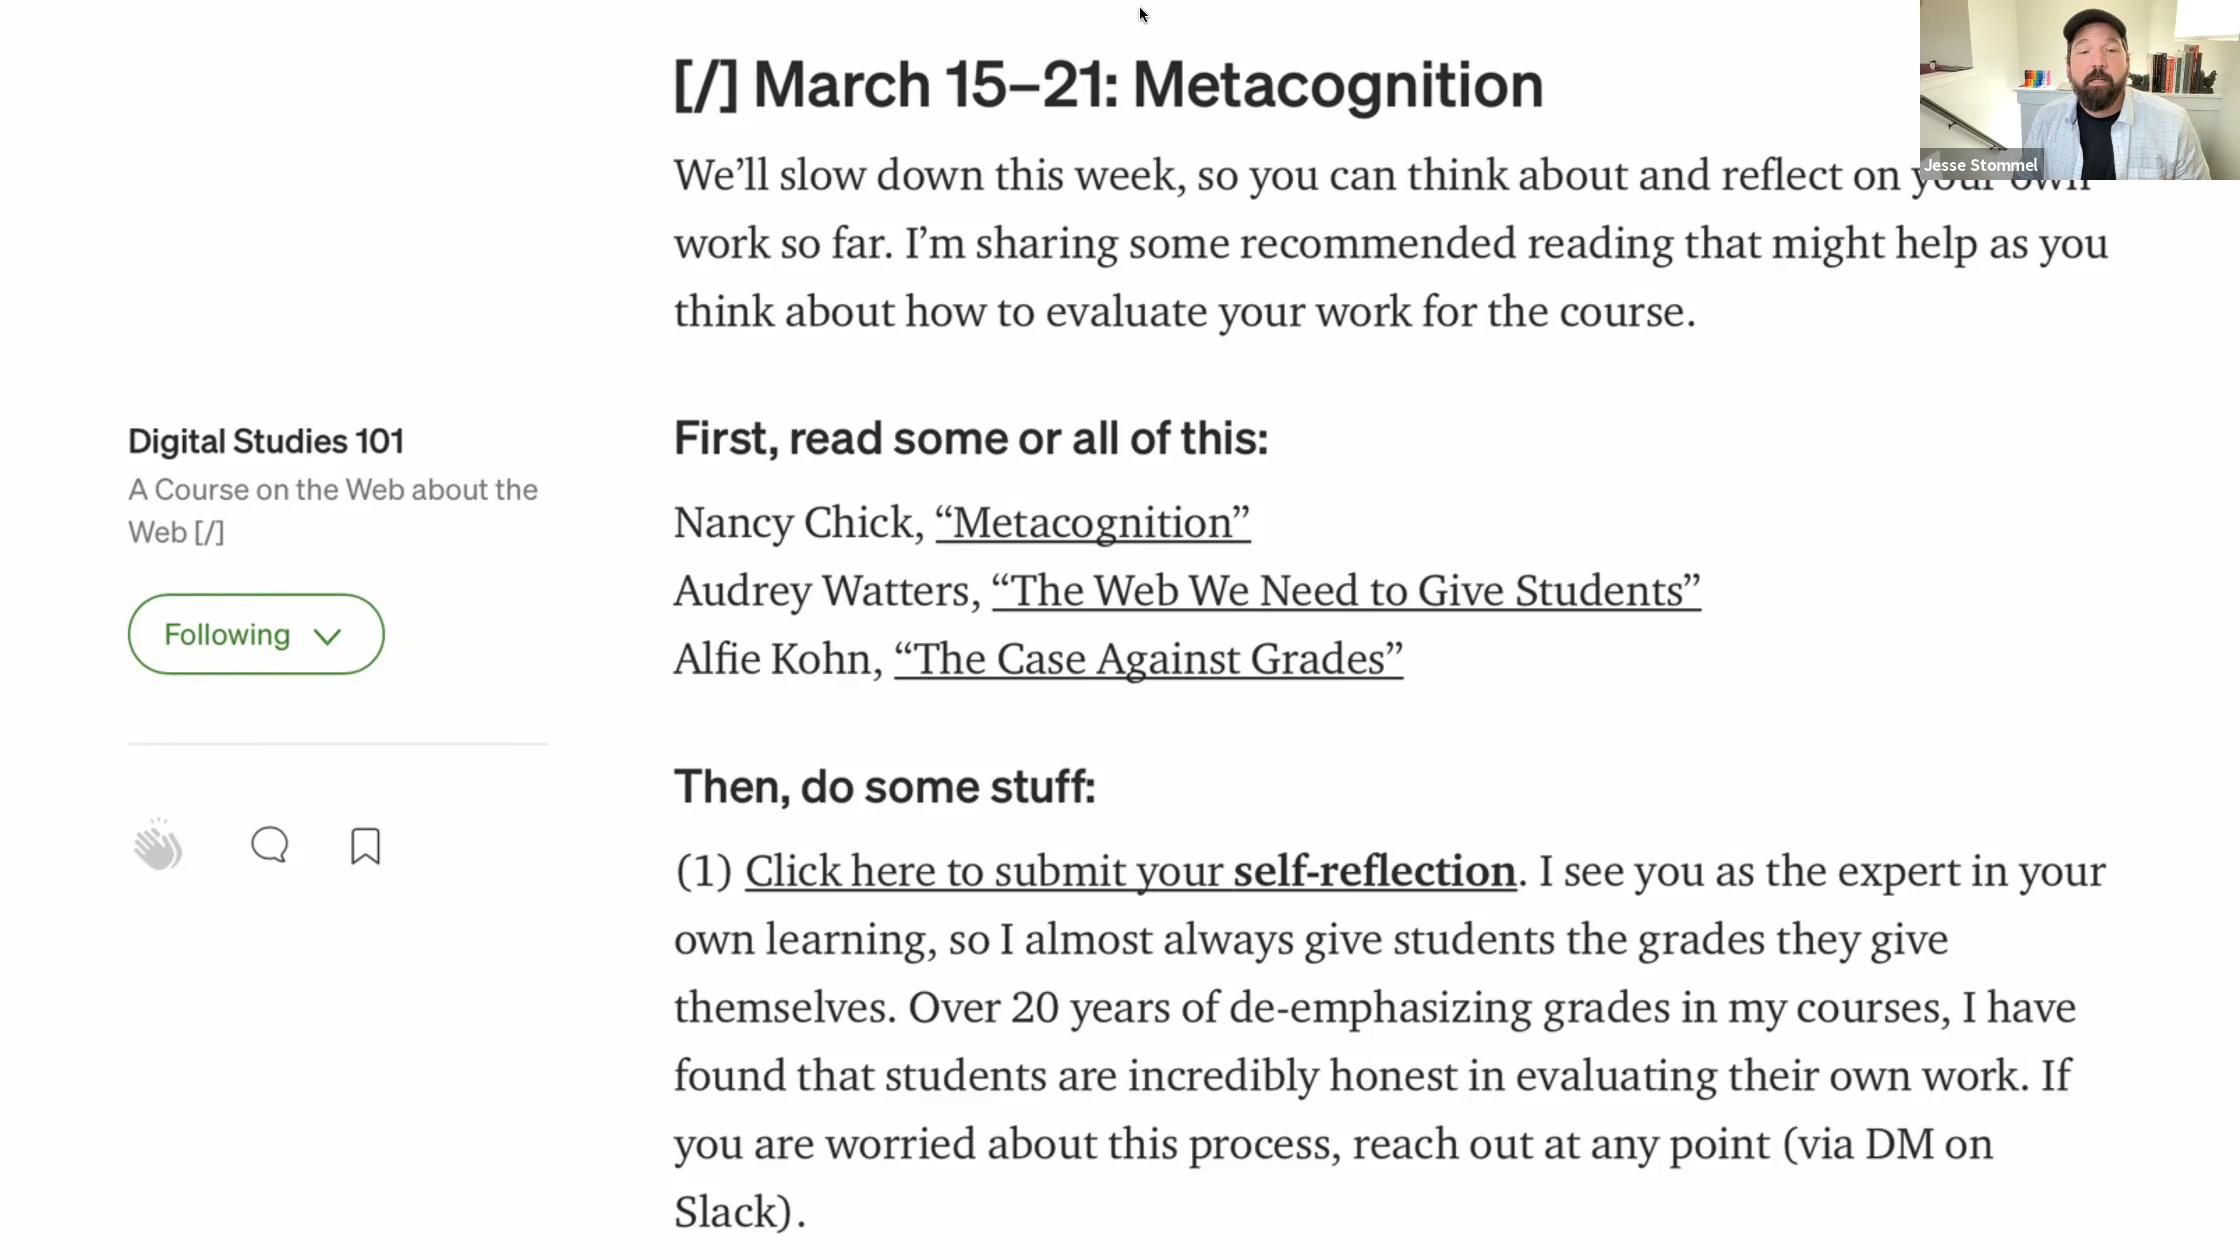 [/] March 15–21: Metacognition
We’ll slow down this week, so you can think about and reflect on your own
work so far. I’m sharing some recommended reading that might help as you
think about how to evaluate your work for the course.
First, read some or all of this:
Nancy Chick, “Metacognition”
Audrey Watters, “The Web We Need to Give Students”
Alfie Kohn, “The Case Against Grades”
Then, do some stuff:
(1) Click here to submit your self-reflection. I see you as the expert in your
own learning, so I almost always give students the grades they give
themselves. Over 20 years of de-emphasizing grades in my courses, I have
found that students are incredibly honest in evaluating their own work. If
you are worried about this process, reach out at any point (via DM on
Slack).
Digital Studies 101
A Course on the Web about the
Web [/]
Following
Jesse Stommel